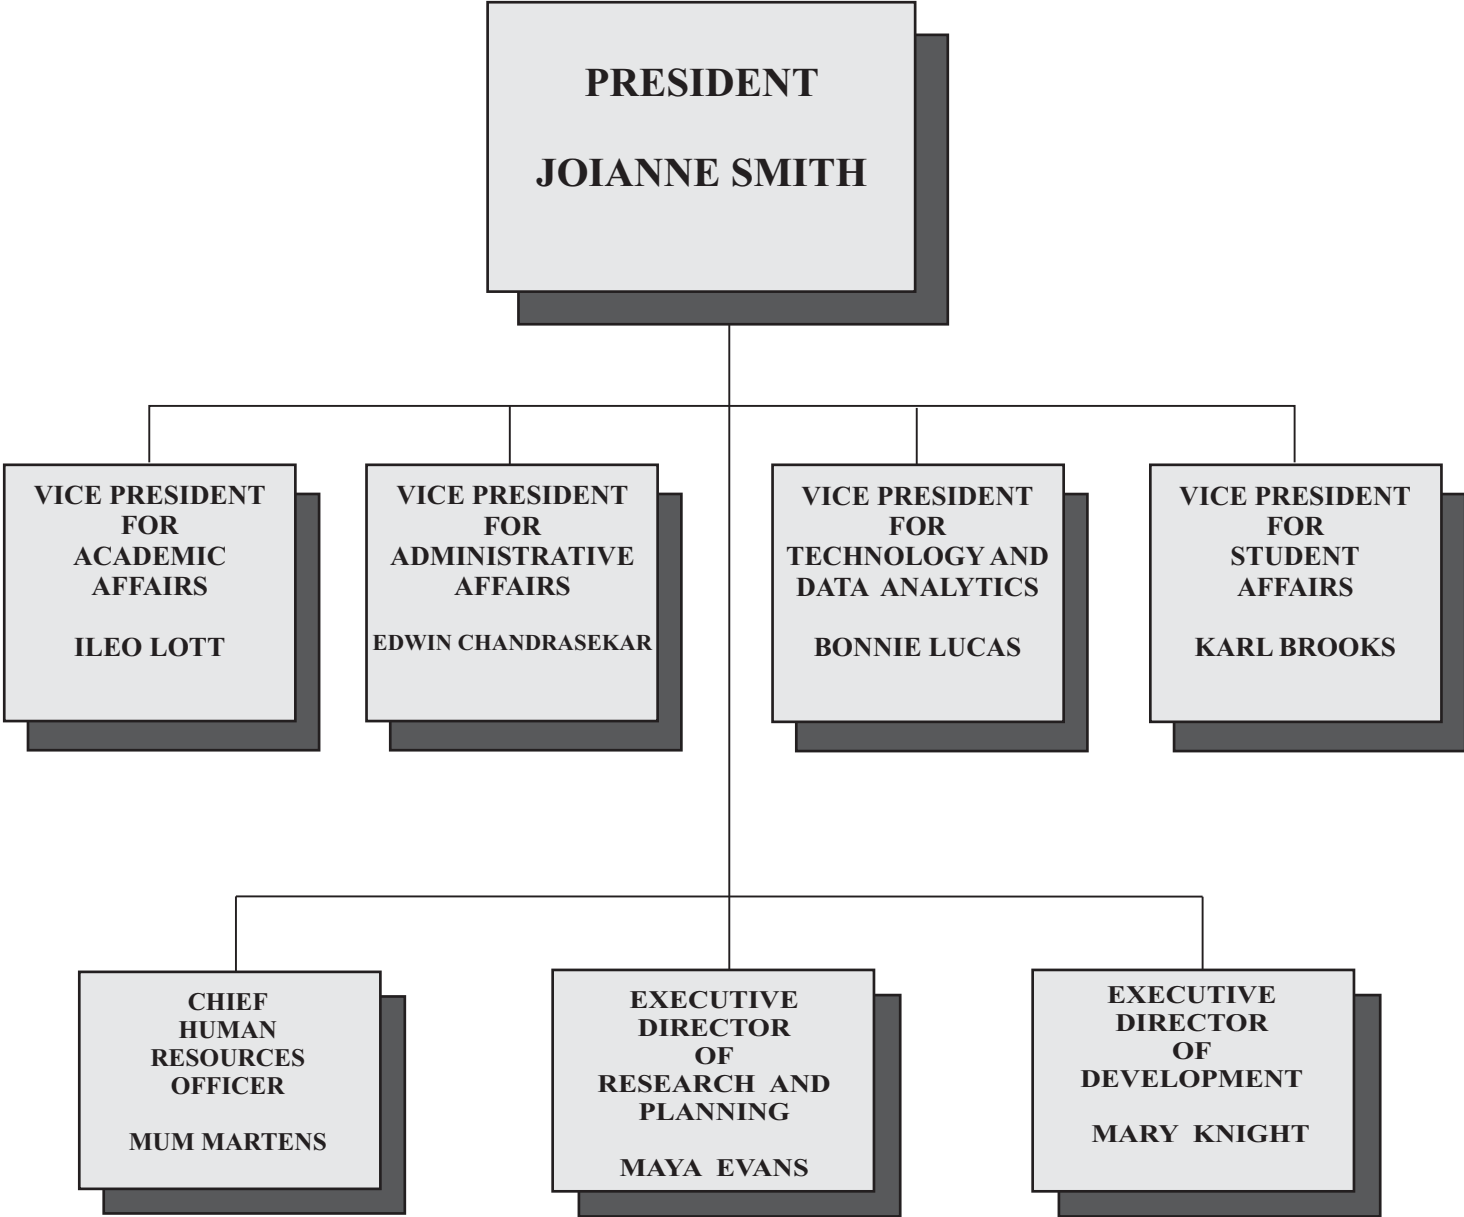 PRESIDENT
JOIANNE SMITH
VICE PRESIDENT
FOR
ACADEMIC
AFFAIRS
ILEO LOTT
VICE PRESIDENT
FOR
ADMINISTRATIVE
AFFAIRS
EDWIN CHANDRASEKAR
VICE PRESIDENT
FOR
TECHNOLOGY AND
DATA ANALYTICS
BONNIE LUCAS
VICE PRESIDENT
FOR
STUDENT
AFFAIRS
KARL BROOKS
CHIEF
HUMAN
RESOURCES
OFFICER
MUM MARTENS
EXECUTIVE
DIRECTOR
OF
RESEARCH AND
PLANNING
MAYA EVANS
EXECUTIVE
DIRECTOR
OF
DEVELOPMENT
MARY KNIGHT